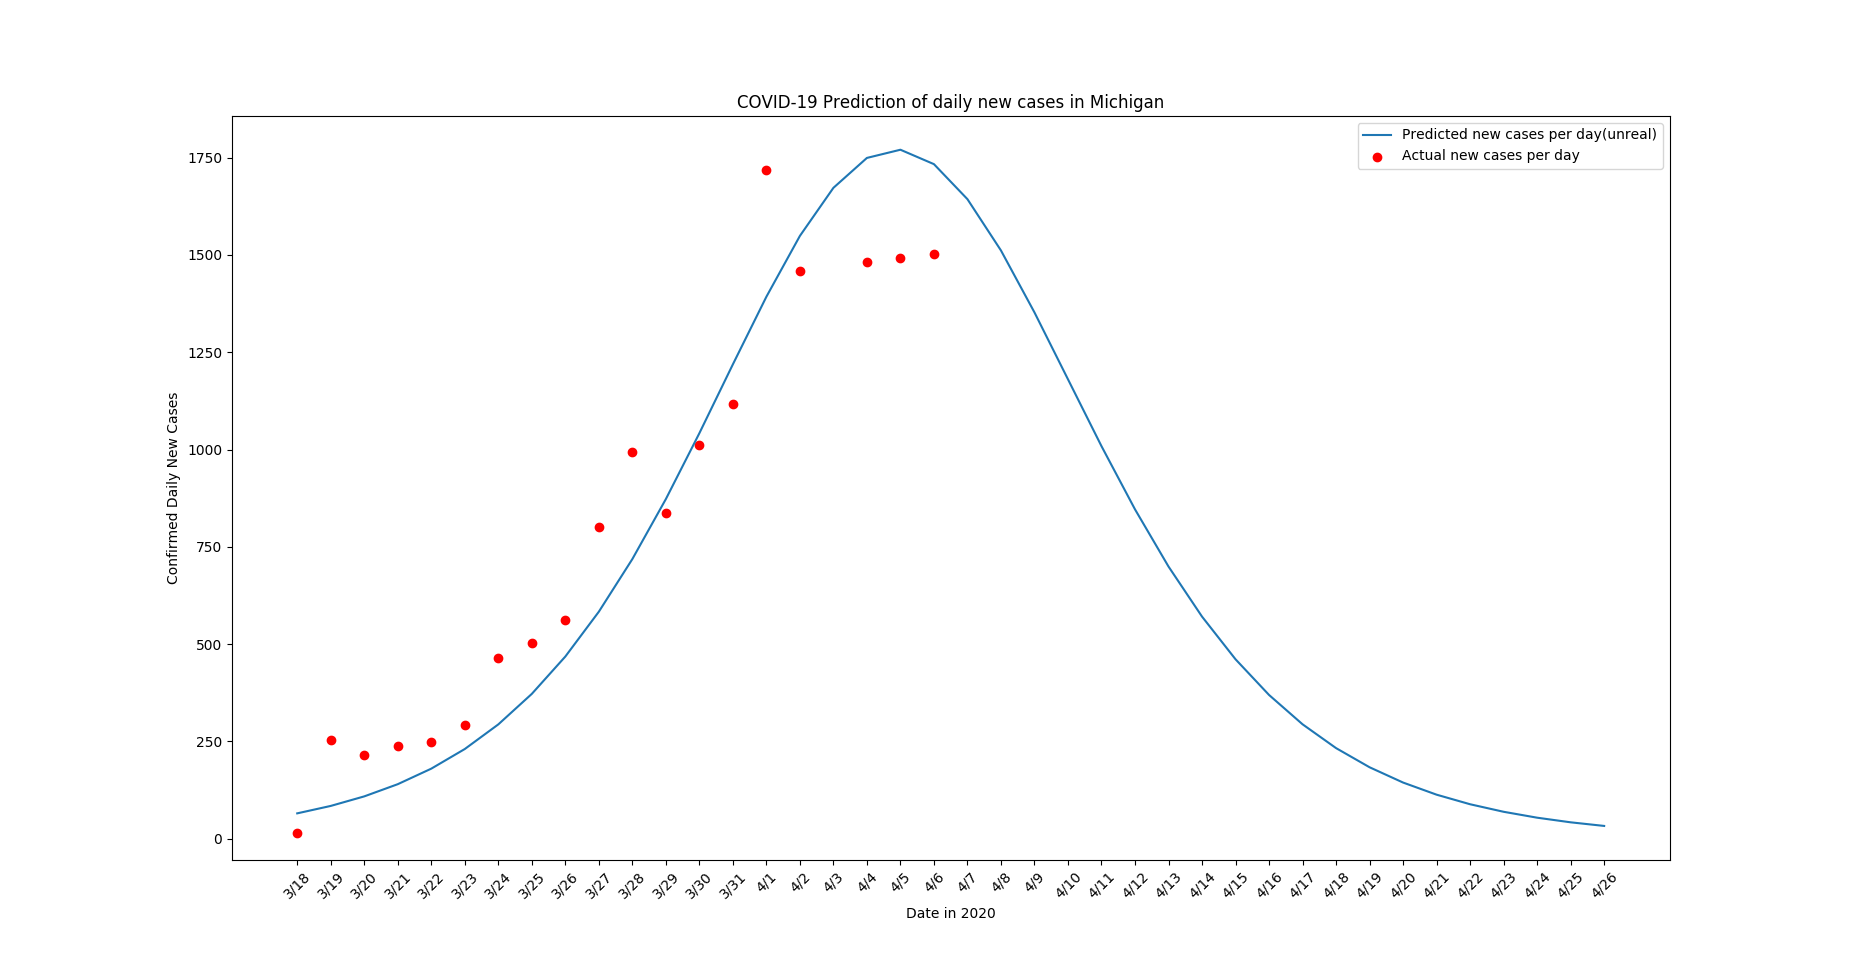 COVID-19 Prediction of daily new cases in Michigan
Predicted new cases per day(unreal)
Actual new cases per day
Confirmed Daily New Cases
1750
1500
1250
1000
750
500
250
0
3/18 3/19 3/20 3/21 3/22 3/23 3/24 3/25 3/26 3/27 3/28 3/29 3/30 3/31 4/1 4/2 4/3 4/4 4/5 4/6 4/7 4/8 4/9 4/10 4/11 4/12 4/13 4/14 4/15 4/16 4/17 4/18 4/19 4/20 4/21 4/22 4/23 4/24 4/25 4/26
Date in 2020